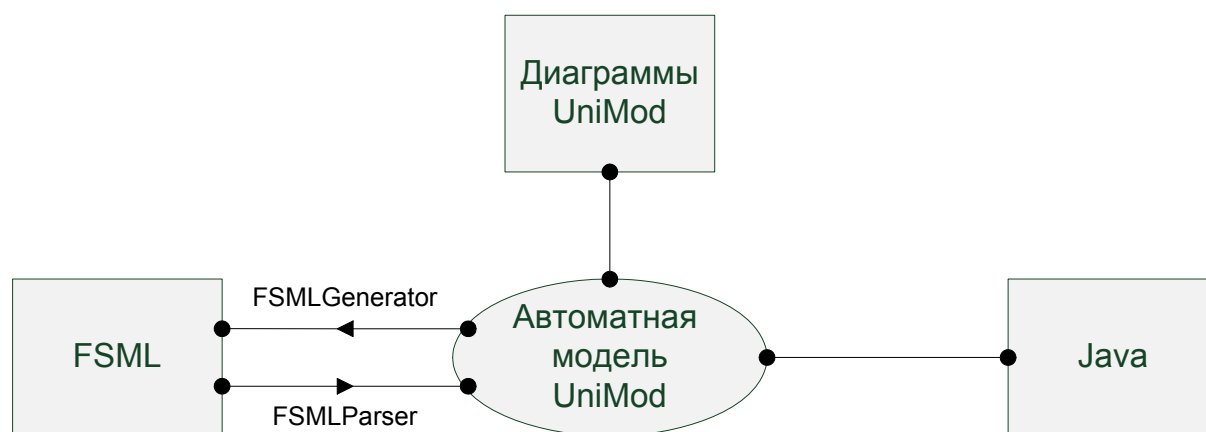 Диаграммы
UniMod
FSMLGenerator
FSML
FSMLParser
Автоматная
модель
UniMod
Java